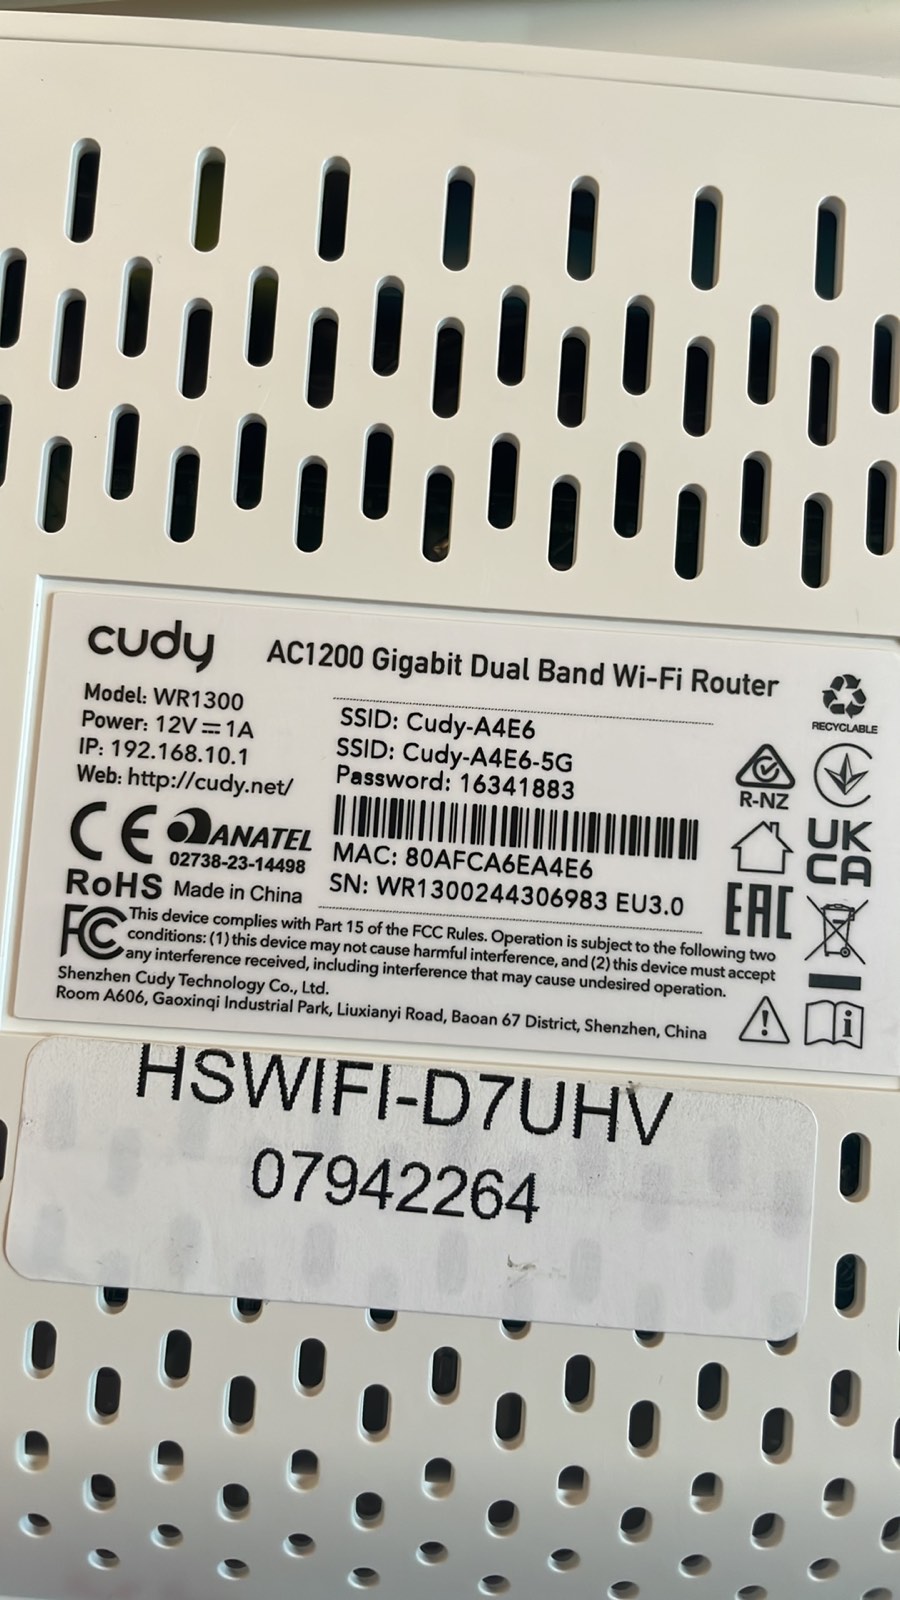 cudy
AC1200 Gigabit Dual Band Wi-Fi Router
Model: WR1300
Power: 12V⎓1A
IP: 192.168.10.1
Web: http://cudy.net/
SSID: Cudy-A4E6
SSID: Cudy-A4E6-5G
Password: 16341883
MAC: 80AFCA6EA4E6
SN: WR1300244306983 EU3.0
RECYCLABLE
R-NZ
CE ANATEL
02738-23-14498
RoHS Made in China
UK
CA
EAC
FC This device complies with Part 15 of the FCC Rules. Operation is subject to the following two
conditions: (1) this device may not cause harmful interference, and (2) this device must accept
any interference received, including interference that may cause undesired operation.
Shenzhen Cudy Technology Co., Ltd.
Room A606, Gaoxinqi Industrial Park, Liuxianyi Road, Baoan 67 District, Shenzhen, China
HSWIFI-D7UHV
07942264